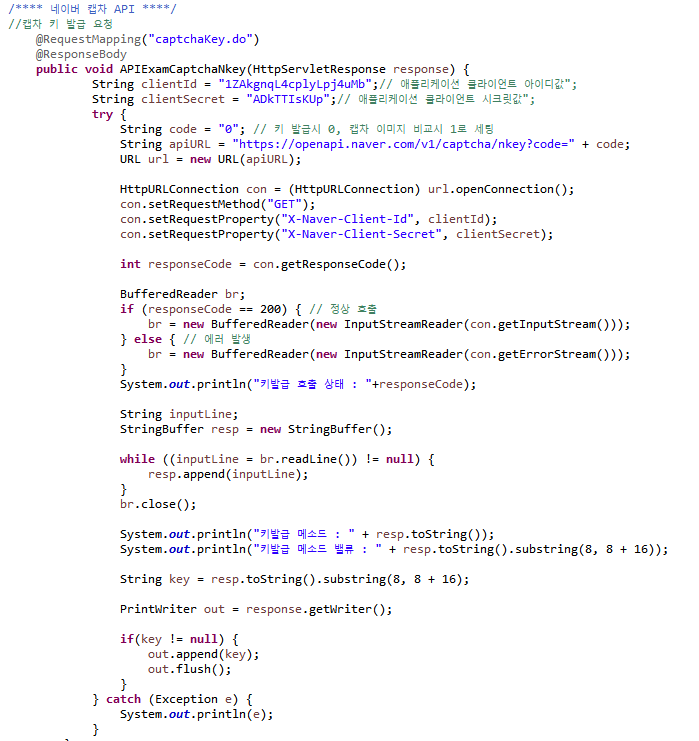 /**** 네이버 캡차 API ****/
//캡차 키 발급 요청
@RequestMapping("captchaKey.do")
@ResponseBody
public void APIExamCaptchaNkey(HttpServletResponse response) {
String clientId = "1ZAkgnqL4cplyLpj4uMb";// 애플리케이션 클라이언트 아이디값";
String clientSecret = "ADkTTIsKUp";// 애플리케이션 클라이언트 시크릿값";
try {
String code = "0"; // 키 발급시 0, 캡차 이미지 비교시 1로 세팅
String apiURL = "https://openapi.naver.com/v1/captcha/nkey?code=" + code;
URL url = new URL(apiURL);
HttpURLConnection con = (HttpURLConnection) url.openConnection();
con.setRequestMethod("GET");
con.setRequestProperty("X-Naver-Client-Id", clientId);
con.setRequestProperty("X-Naver-Client-Secret", clientSecret);
int responseCode = con.getResponseCode();
BufferedReader br;
if (responseCode == 200) { // 정상 호출
br = new BufferedReader(new InputStreamReader(con.getInputStream()));
} else { // 에러 발생
br = new BufferedReader(new InputStreamReader(con.getErrorStream()));
}
System.out.println("키발급 호출 상태 : "+responseCode);
String inputLine;
StringBuffer resp = new StringBuffer();
while ((inputLine = br.readLine()) != null) {
resp.append(inputLine);
}
br.close();
System.out.println("키발급 메소드 : " + resp.toString());
System.out.println("키발급 메소드 밸류 : " + resp.toString().substring(8, 8 + 16));
String key = resp.toString().substring(8, 8 + 16);
PrintWriter out = response.getWriter();
if(key != null) {
out.append(key);
out.flush();
}
} catch (Exception e) {
System.out.println(e);
}